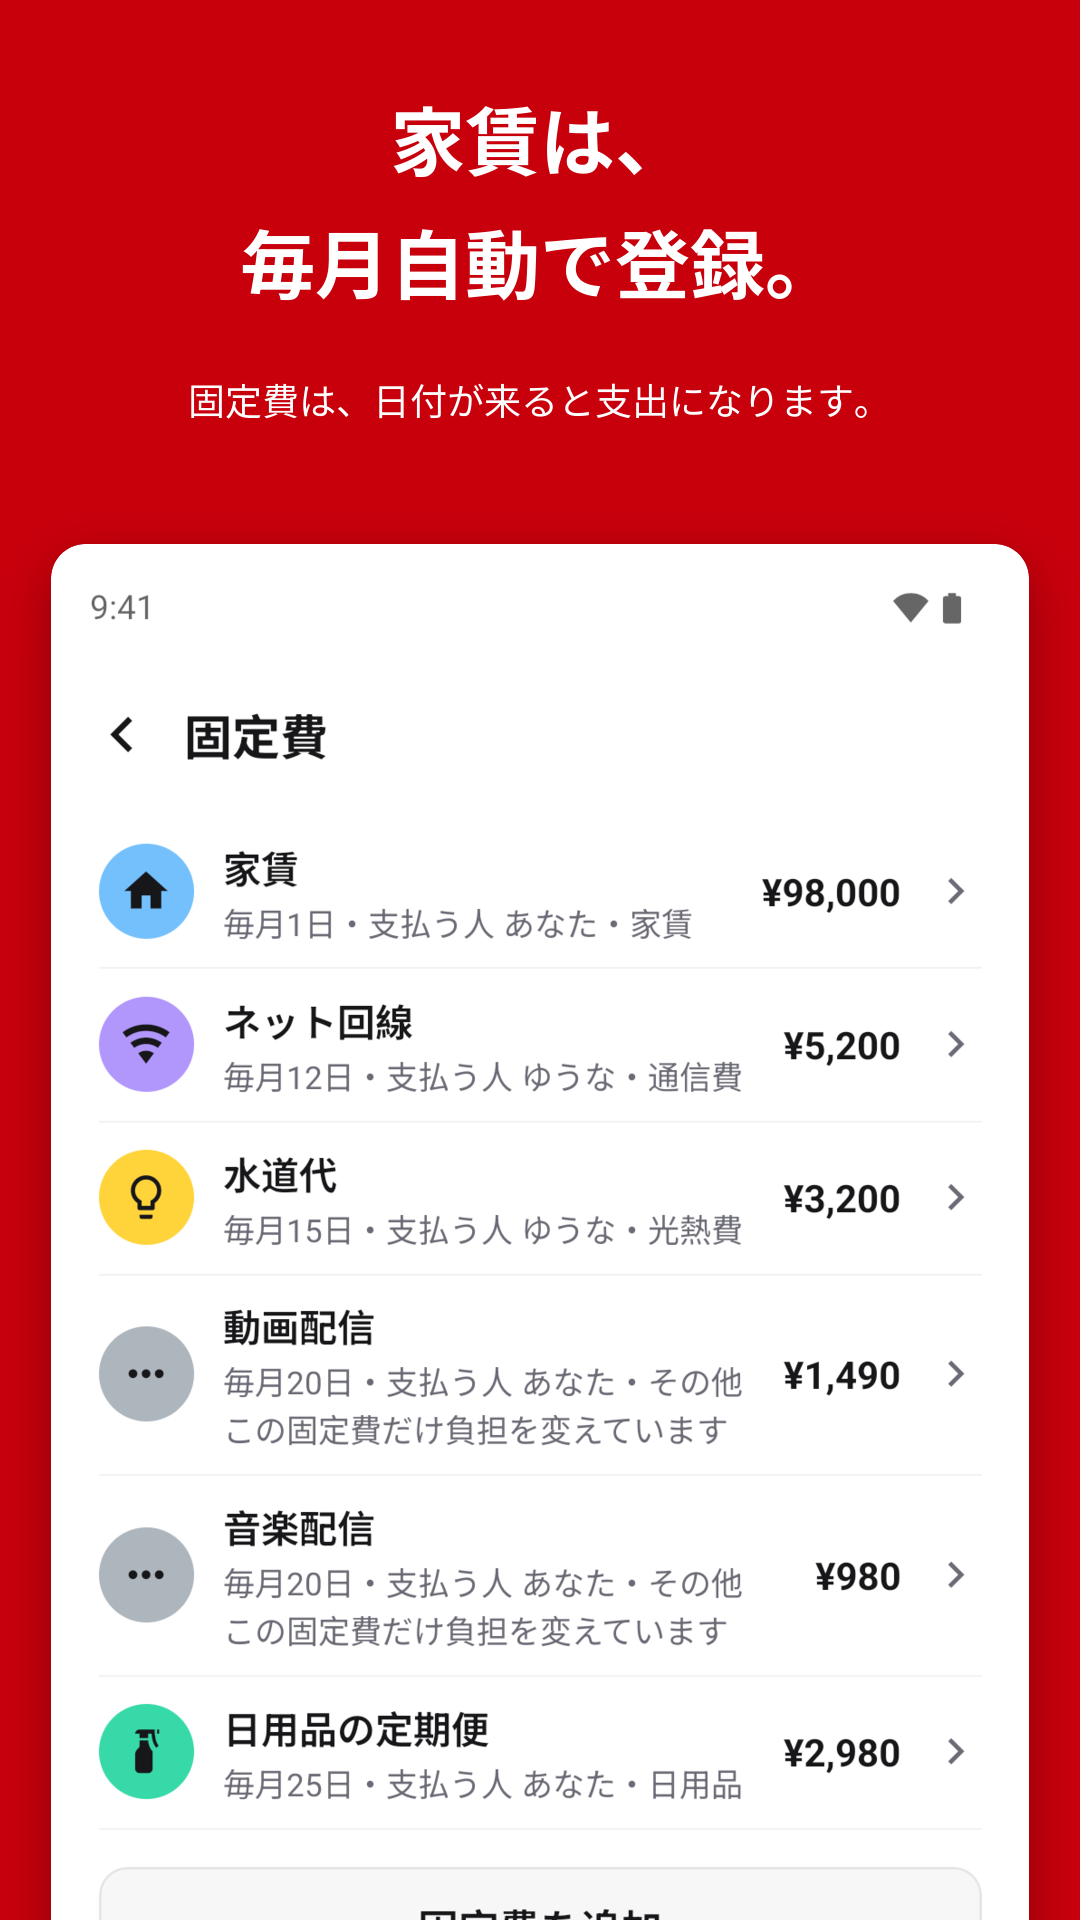 家賃は、
毎月自動で登録。
固定費は、日付が来ると支出になります。
9:41
固定費
家賃
毎月1日・支払う人 あなた・家賃
¥98,000
ネット回線
毎月12日・支払う人 ゆうな・通信費
¥5,200
水道代
毎月15日・支払う人 ゆうな・光熱費
¥3,200
動画配信
毎月20日・支払う人 あなた・その他
この固定費だけ負担を変えています
¥1,490
音楽配信
毎月20日・支払う人 あなた・その他
この固定費だけ負担を変えています
¥980
日用品の定期便
毎月25日・支払う人 あなた・日用品
¥2,980
固定費を追加